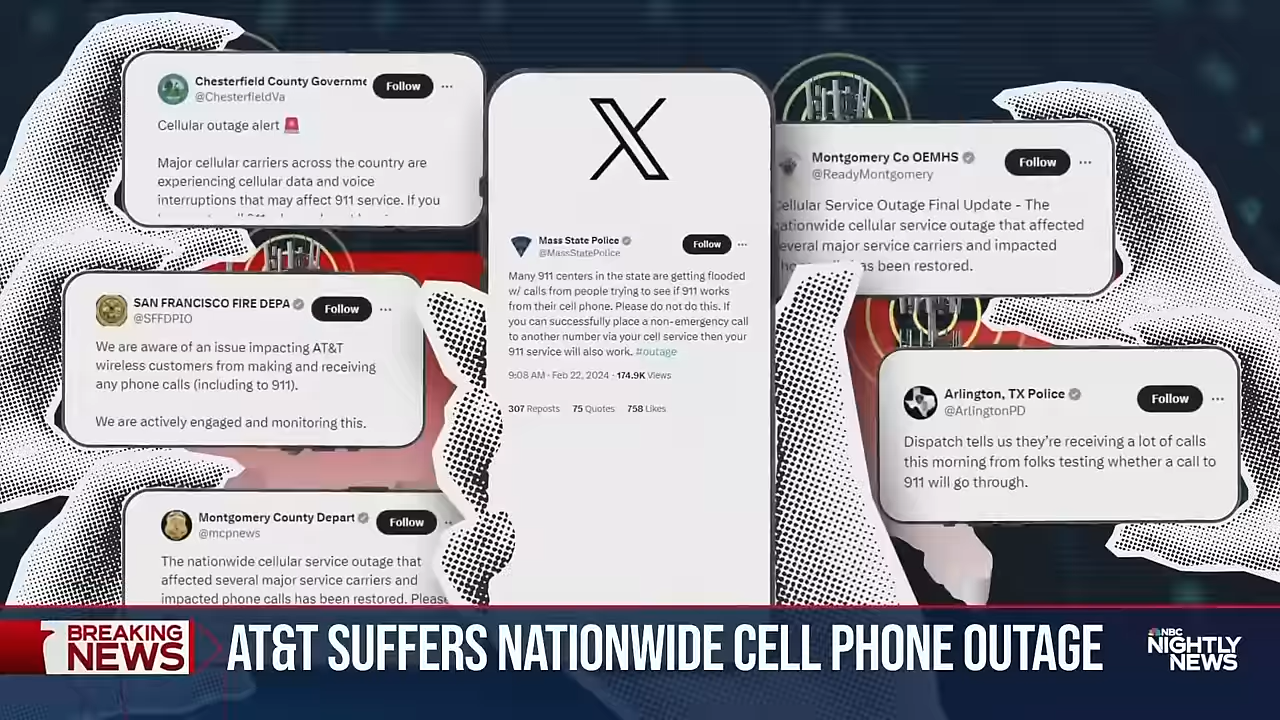 Chesterfield County Governme
Follow
@ChesterfieldVa
Cellular outage alert 🚨
Major cellular carriers across the country are
experiencing cellular data and voice
interruptions that may affect 911 service. If you
SAN FRANCISCO FIRE DEPA
Follow
@SFFDPIO
We are aware of an issue impacting AT&T
wireless customers from making and receiving
any phone calls (including to 911).
We are actively engaged and monitoring this.
Montgomery County Depart
Follow
@mcpnews
The nationwide cellular service outage that
affected several major service carriers and
impacted phone calls has been restored. Please
X
Mass State Police
Follow
@MassStatePolice
Many 911 centers in the state are getting flooded
w/ calls from people trying to see if 911 works
from their cell phone. Please do not do this. If
you can successfully place a non-emergency call
to another number via your cell service then your
911 service will also work. #outage
9:08 AM · Feb 22, 2024 · 174.9K Views
307 Reposts 75 Quotes 758 Likes
Montgomery Co OEMHS
Follow
@ReadyMontgomery
Cellular Service Outage Final Update - The
nationwide cellular service outage that affected
several major service carriers and impacted
has been restored.
Arlington, TX Police
Follow
@ArlingtonPD
Dispatch tells us they're receiving a lot of calls
this morning from folks testing whether a call to
911 will go through.
BREAKING
NEWS
AT&T SUFFERS NATIONWIDE CELL PHONE OUTAGE
NBC
NIGHTLY
NEWS